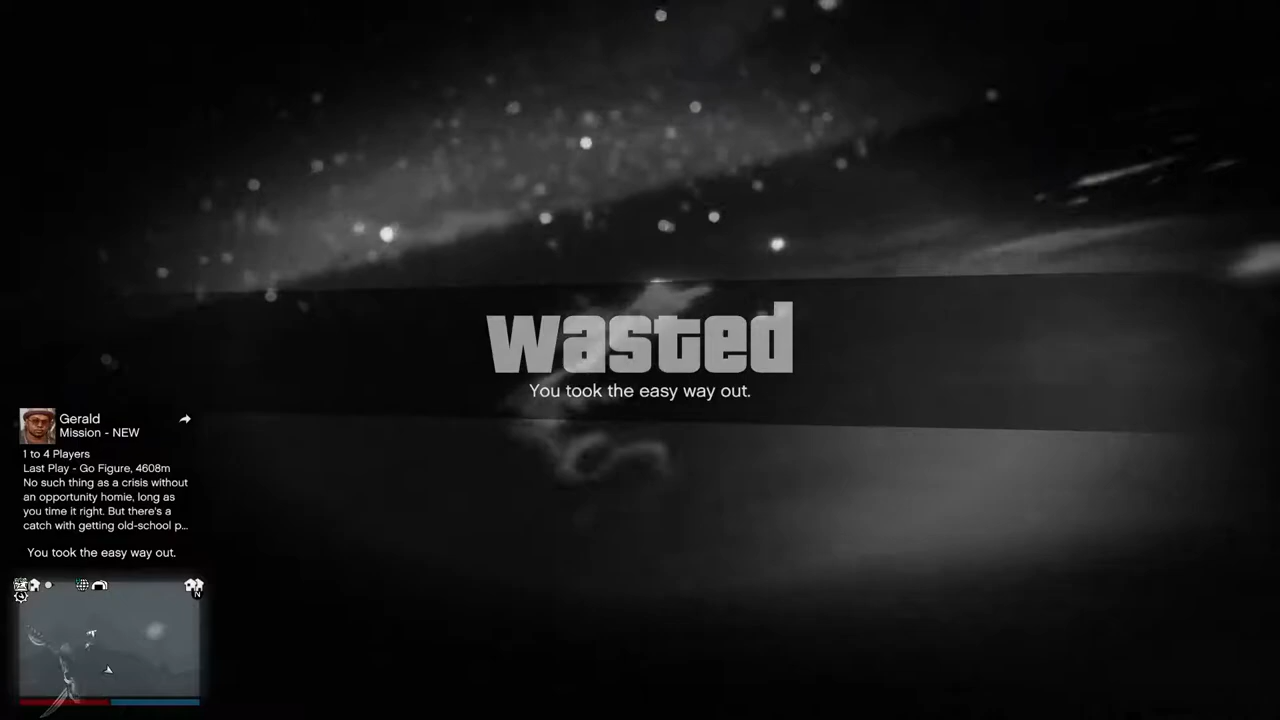 wasted
You took the easy way out.
Gerald
Mission - NEW
1 to 4 Players
Last Play - Go Figure, 4608m
No such thing as a crisis without
an opportunity homie, long as
you time it right. But there's a
catch with getting old-school p...
You took the easy way out.
N